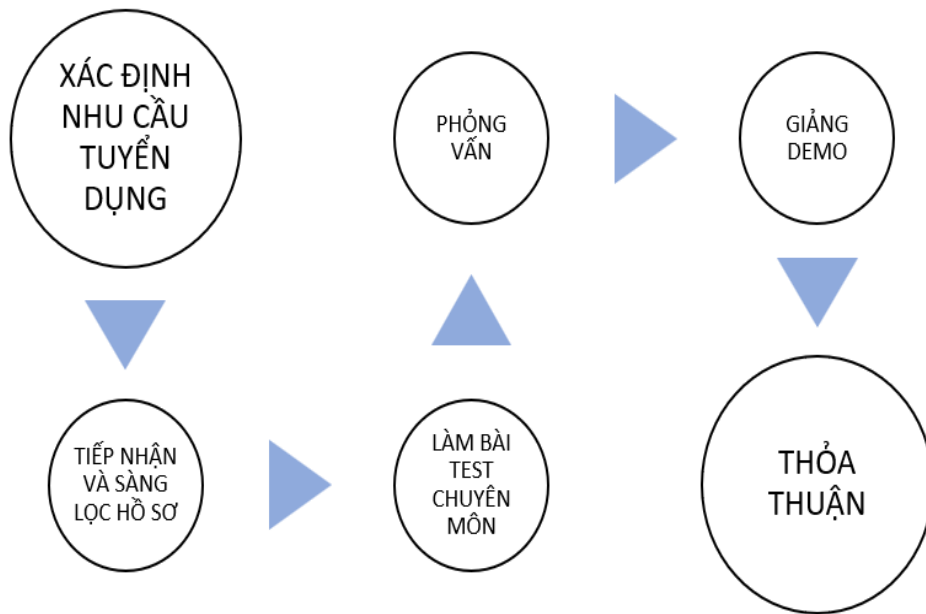 XÁC ĐỊNH
NHU CẦU
TUYỂN
DỤNG
TIẾP NHẬN
VÀ SÀNG
LỌC HỒ SƠ
LÀM BÀI
TEST
CHUYÊN
MÔN
PHỎNG
VẤN
GIẢNG
DEMO
THỎA
THUẬN